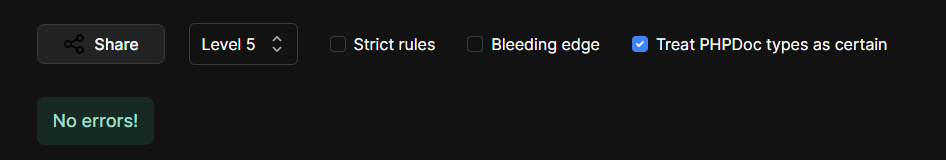 Share Level 5 Strict rules Bleeding edge Treat PHPDoc types as certain
No errors!